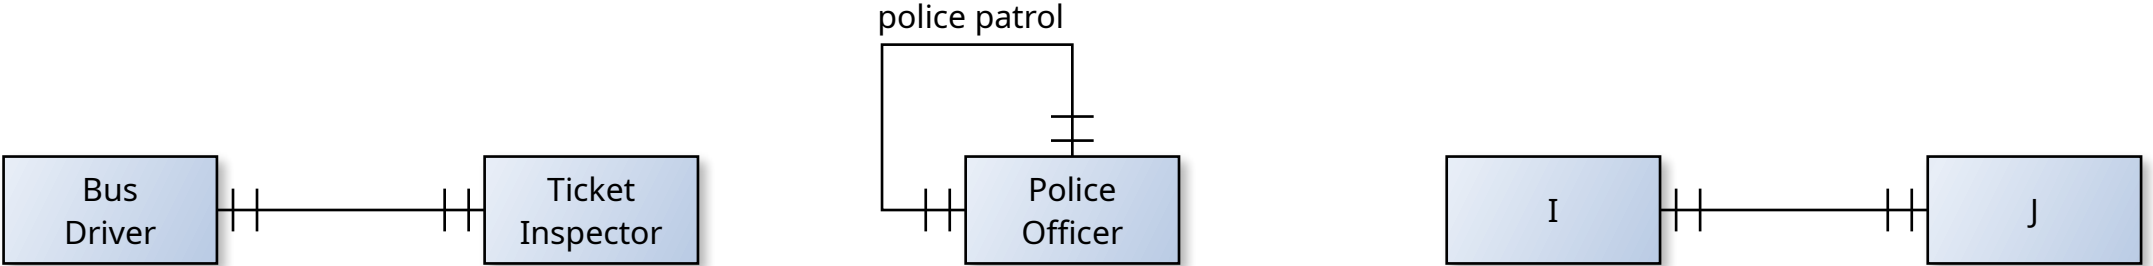 police patrol
Bus
Driver
Ticket
Inspector
Police
Officer
I
J